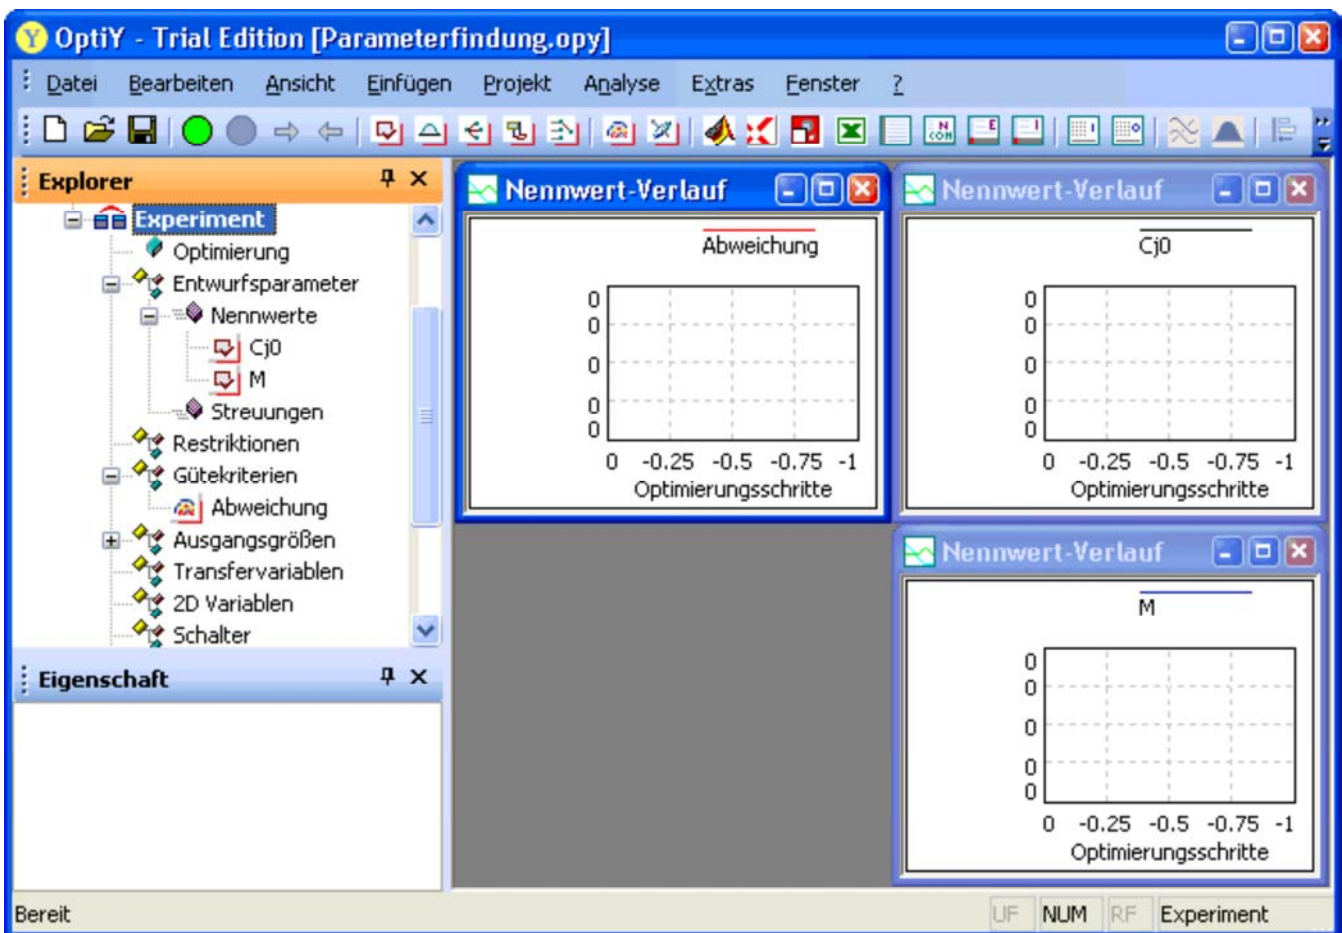 OptiY - Trial Edition [Parameterfindung.opy]
Datei Bearbeiten Ansicht Einfügen Projekt Analyse Extras Fenster ?
Explorer
Experiment
Optimierung
Entwurfsparameter
Nennwerte
Cj0
M
Streuungen
Restriktionen
Gütekriterien
Abweichung
Ausgangsgrößen
Transfervariablen
2D Variablen
Schalter
Eigenschaft
Nennwert-Verlauf
Abweichung
0
0
0
0
0
0 -0.25 -0.5 -0.75 -1
Optimierungsschritte
Nennwert-Verlauf
Cj0
0
0
0
0
0
0 -0.25 -0.5 -0.75 -1
Optimierungsschritte
Nennwert-Verlauf
M
0
0
0
0
0
0 -0.25 -0.5 -0.75 -1
Optimierungsschritte
Bereit
UF NUM RF Experiment